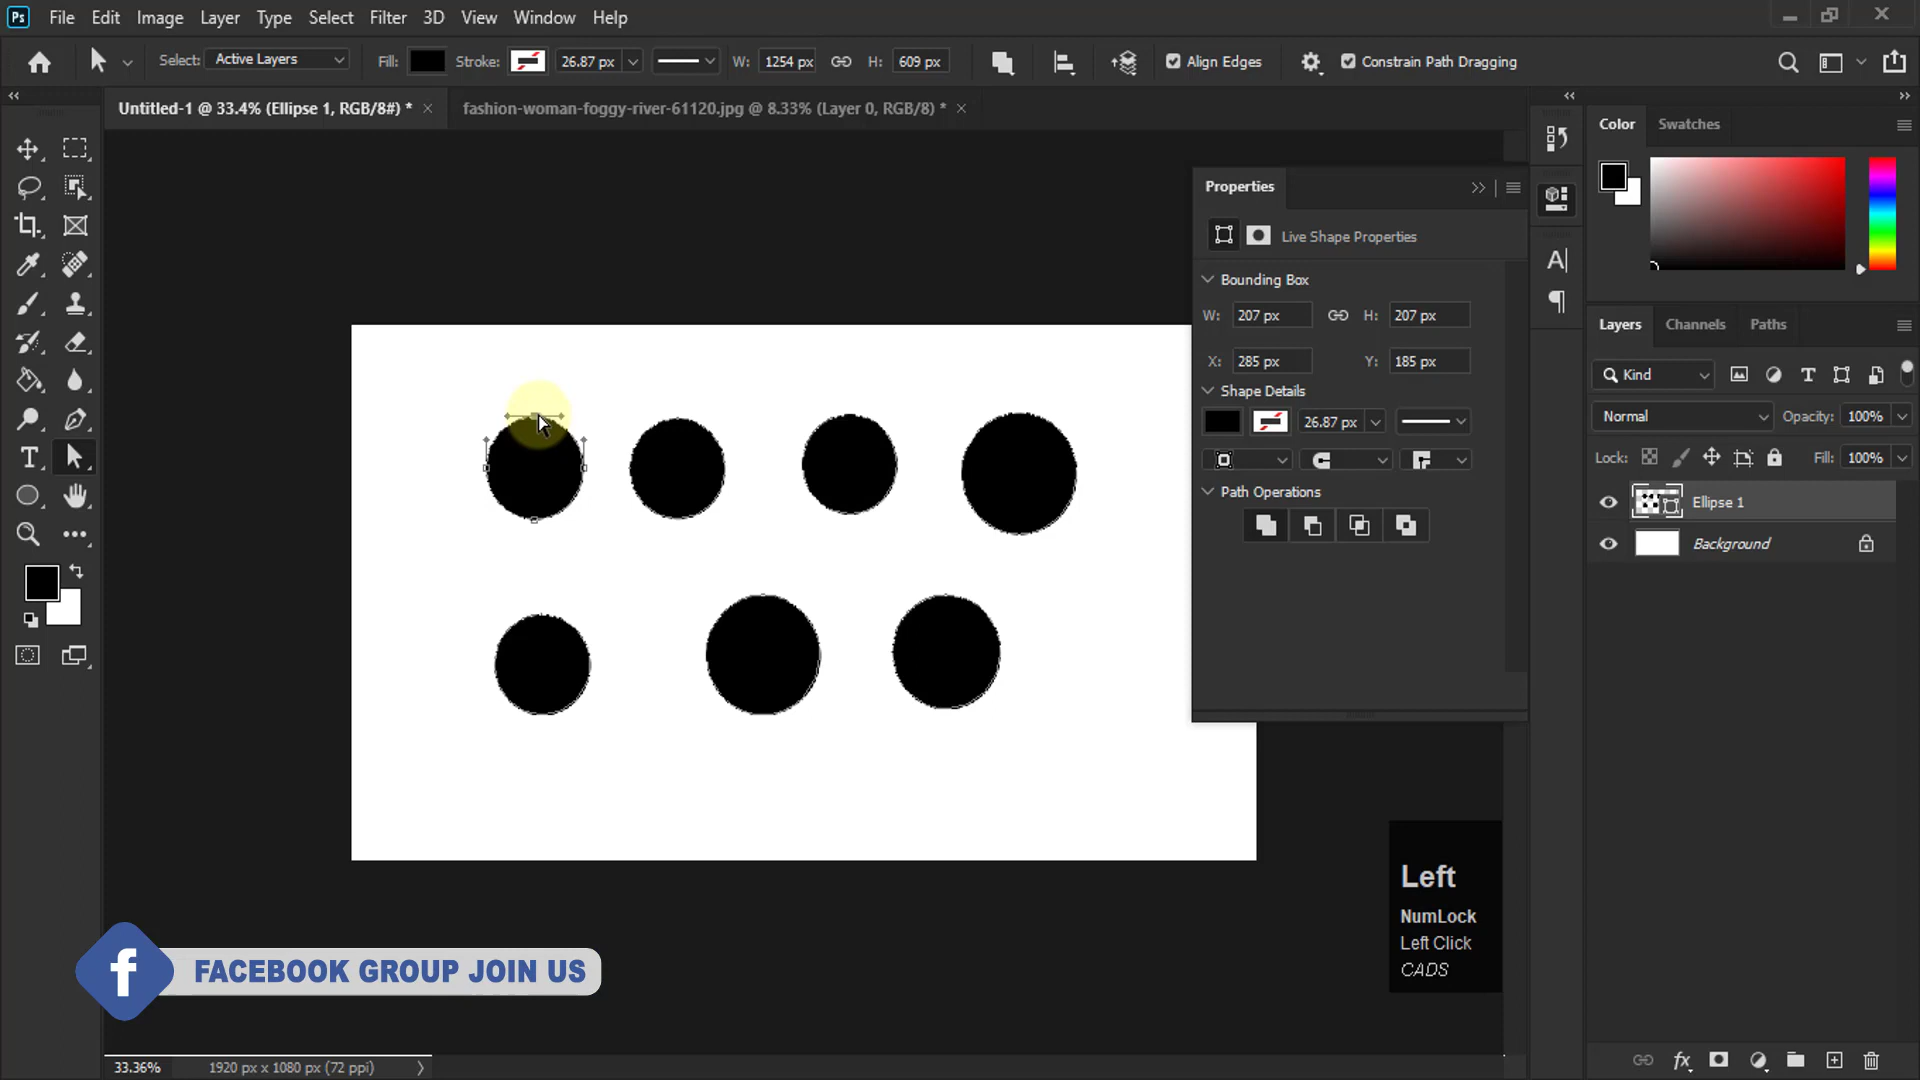 Ps File Edit Image Layer Type Select Filter 3D View Window Help
Select: Active Layers Fill: Stroke: 26.87 px W: 1254 px H: 609 px Align Edges Constrain Path Dragging
Untitled-1 @ 33.4% (Ellipse 1, RGB/8#) * fashion-woman-foggy-river-61120.jpg @ 8.33% (Layer 0, RGB/8) *
Color Swatches
Properties
Live Shape Properties
Bounding Box
W: 207 px H: 207 px
X: 285 px Y: 185 px
Shape Details
26.87 px
Path Operations
Layers Channels Paths
Kind
Normal Opacity: 100%
Lock: Fill: 100%
Ellipse 1
Background
Left
NumLock
Left Click
CADS
f FACEBOOK GROUP JOIN US
33.36% 1920 px x 1080 px (72 ppi)